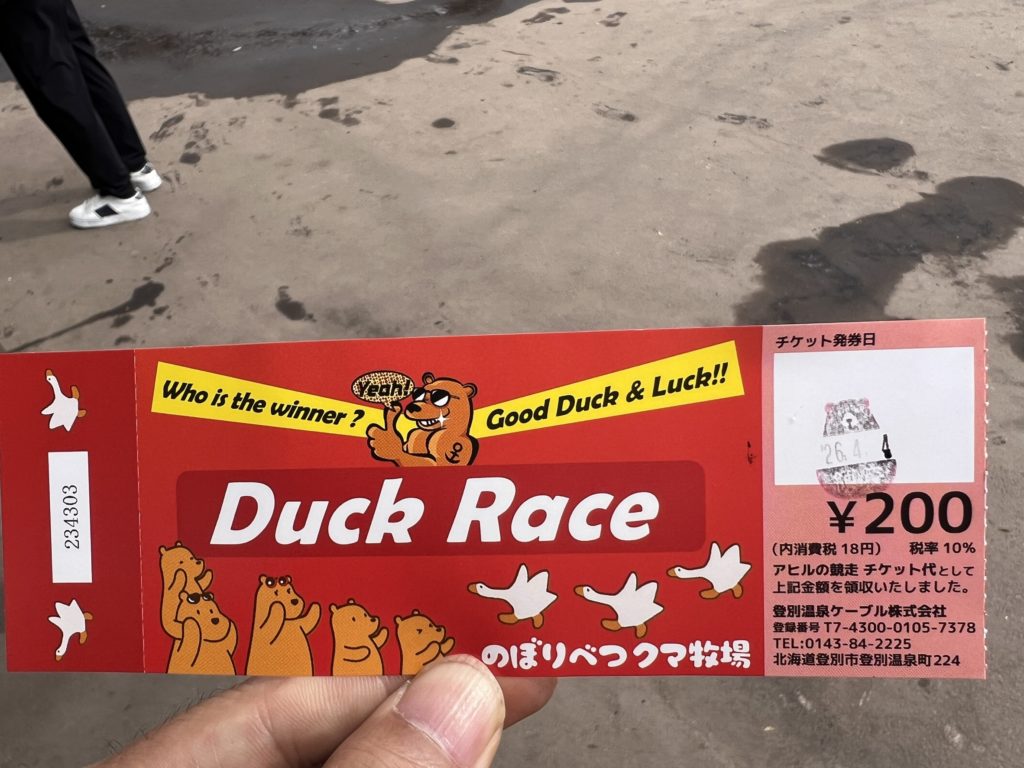 234303
Who is the winner ?
Yeah!
Good Duck & Luck!!
Duck Race
のぼりべつクマ牧場
チケット発券日
26.4.
¥200
(内消費税 18円) 税率 10%
アヒルの競走 チケット代として
上記金額を領収いたしました。
登別温泉ケーブル株式会社
登録番号 T7-4300-0105-7378
TEL:0143-84-2225
北海道登別市登別温泉町224